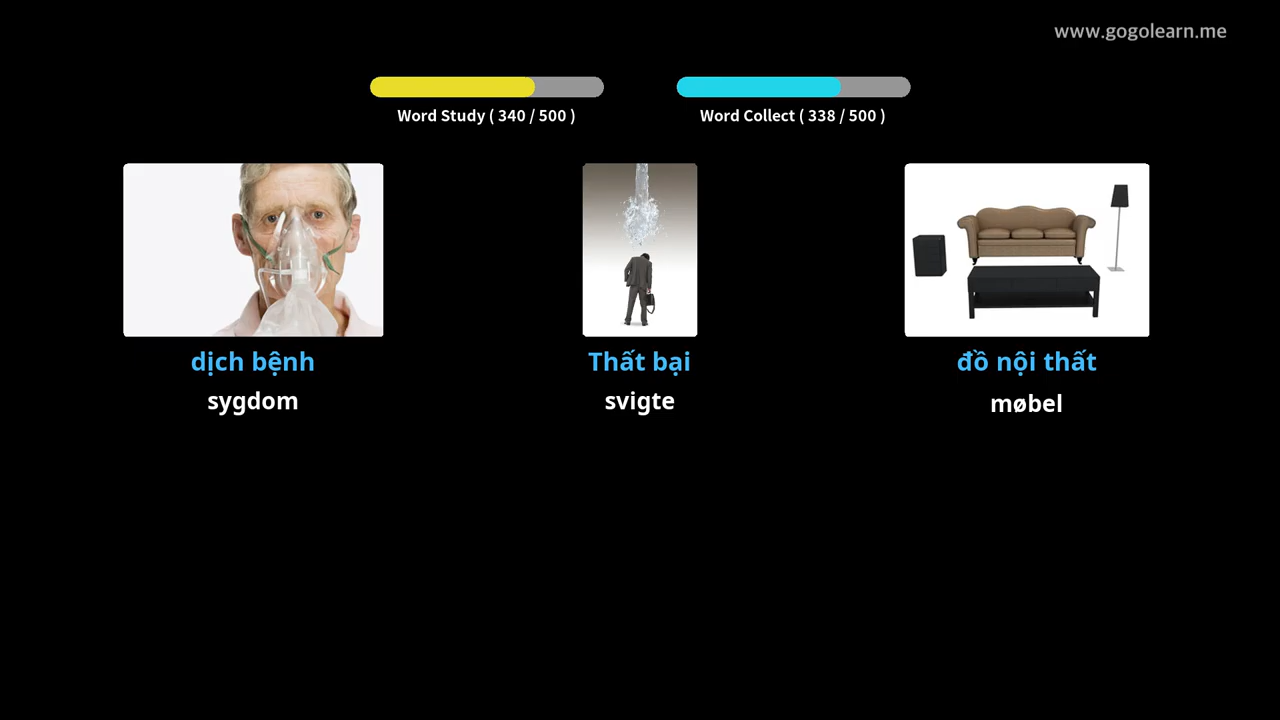 www.gogolearn.me
Word Study ( 340 / 500 )
Word Collect ( 338 / 500 )
dịch bệnh
Thất bại
đồ nội thất
sygdom
svigte
møbel